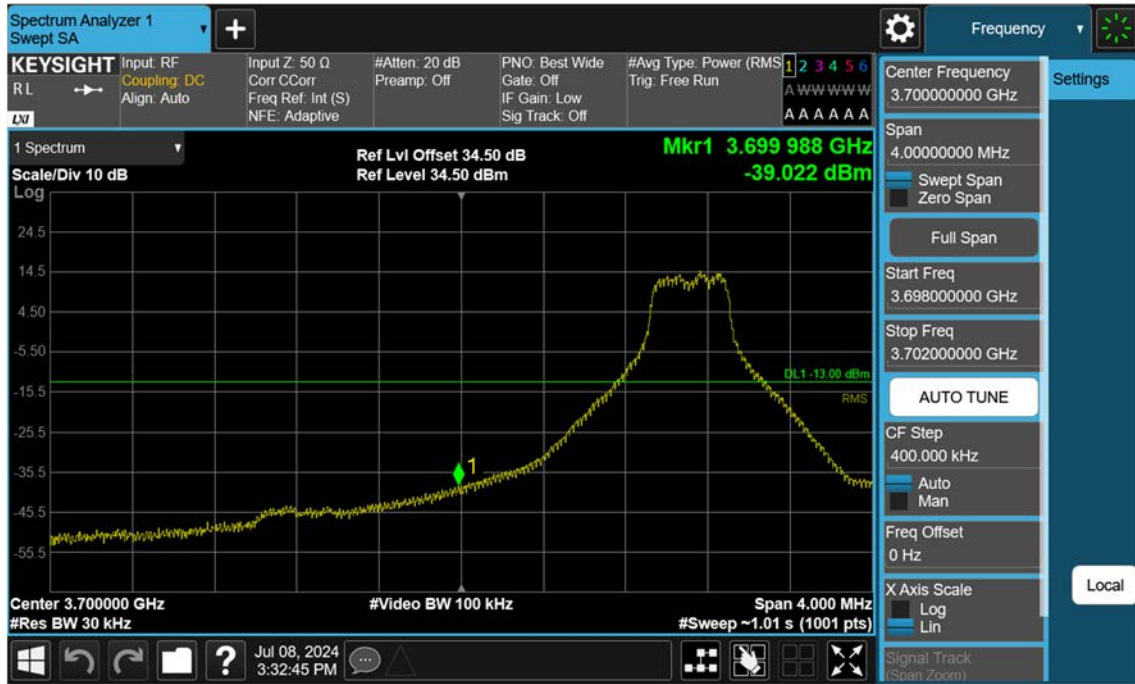 Spectrum Analyzer 1
Swept SA
+
Frequency
KEYSIGHT
R L
LXI
Input: RF
Coupling: DC
Align: Auto
Input Z: 50 Ω
Corr CCorr
Freq Ref: Int (S)
NFE: Adaptive
#Atten: 20 dB
Preamp: Off
PNO: Best Wide
Gate: Off
IF Gain: Low
Sig Track: Off
#Avg Type: Power (RMS
Trig: Free Run
1 2 3 4 5 6
A W W W W W
A A A A A A
1 Spectrum
Scale/Div 10 dB
Log
Ref Lvl Offset 34.50 dB
Ref Level 34.50 dBm
Mkr1 3.699 988 GHz
-39.022 dBm
24.5
14.5
4.50
-5.50
-15.5
-25.5
-35.5
-45.5
-55.5
DL1 -13.00 dBm
RMS
1
Center 3.700000 GHz
#Res BW 30 kHz
#Video BW 100 kHz
Span 4.000 MHz
#Sweep ~1.01 s (1001 pts)
Center Frequency
3.700000000 GHz
Span
4.00000000 MHz
Swept Span
Zero Span
Full Span
Start Freq
3.698000000 GHz
Stop Freq
3.702000000 GHz
AUTO TUNE
CF Step
400.000 kHz
Auto
Man
Freq Offset
0 Hz
X Axis Scale
Log
Lin
Signal Track
(Span Zoom)
Settings
Local
?
Jul 08, 2024
3:32:45 PM